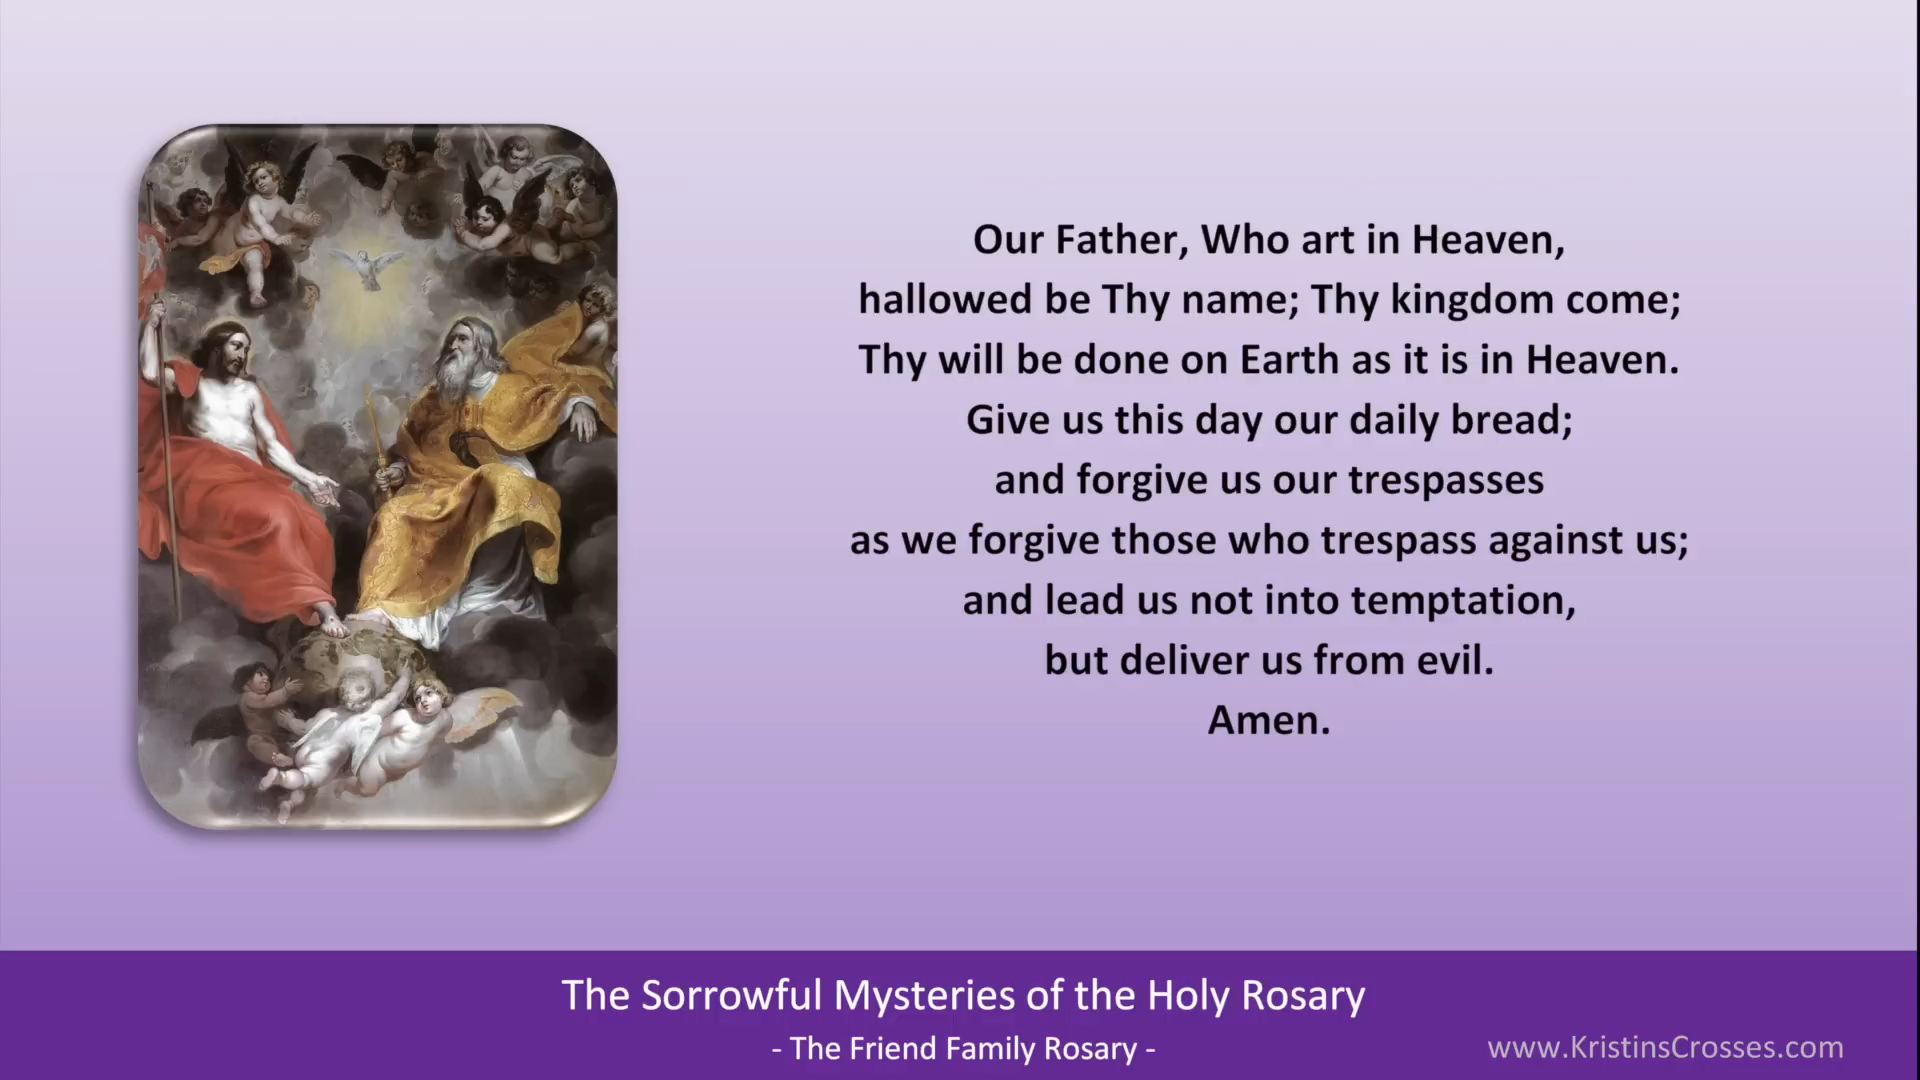 Our Father, Who art in Heaven,
hallowed be Thy name; Thy kingdom come;
Thy will be done on Earth as it is in Heaven.
Give us this day our daily bread;
and forgive us our trespasses
as we forgive those who trespass against us;
and lead us not into temptation,
but deliver us from evil.
Amen.
The Sorrowful Mysteries of the Holy Rosary
- The Friend Family Rosary -
www.KristinsCrosses.com